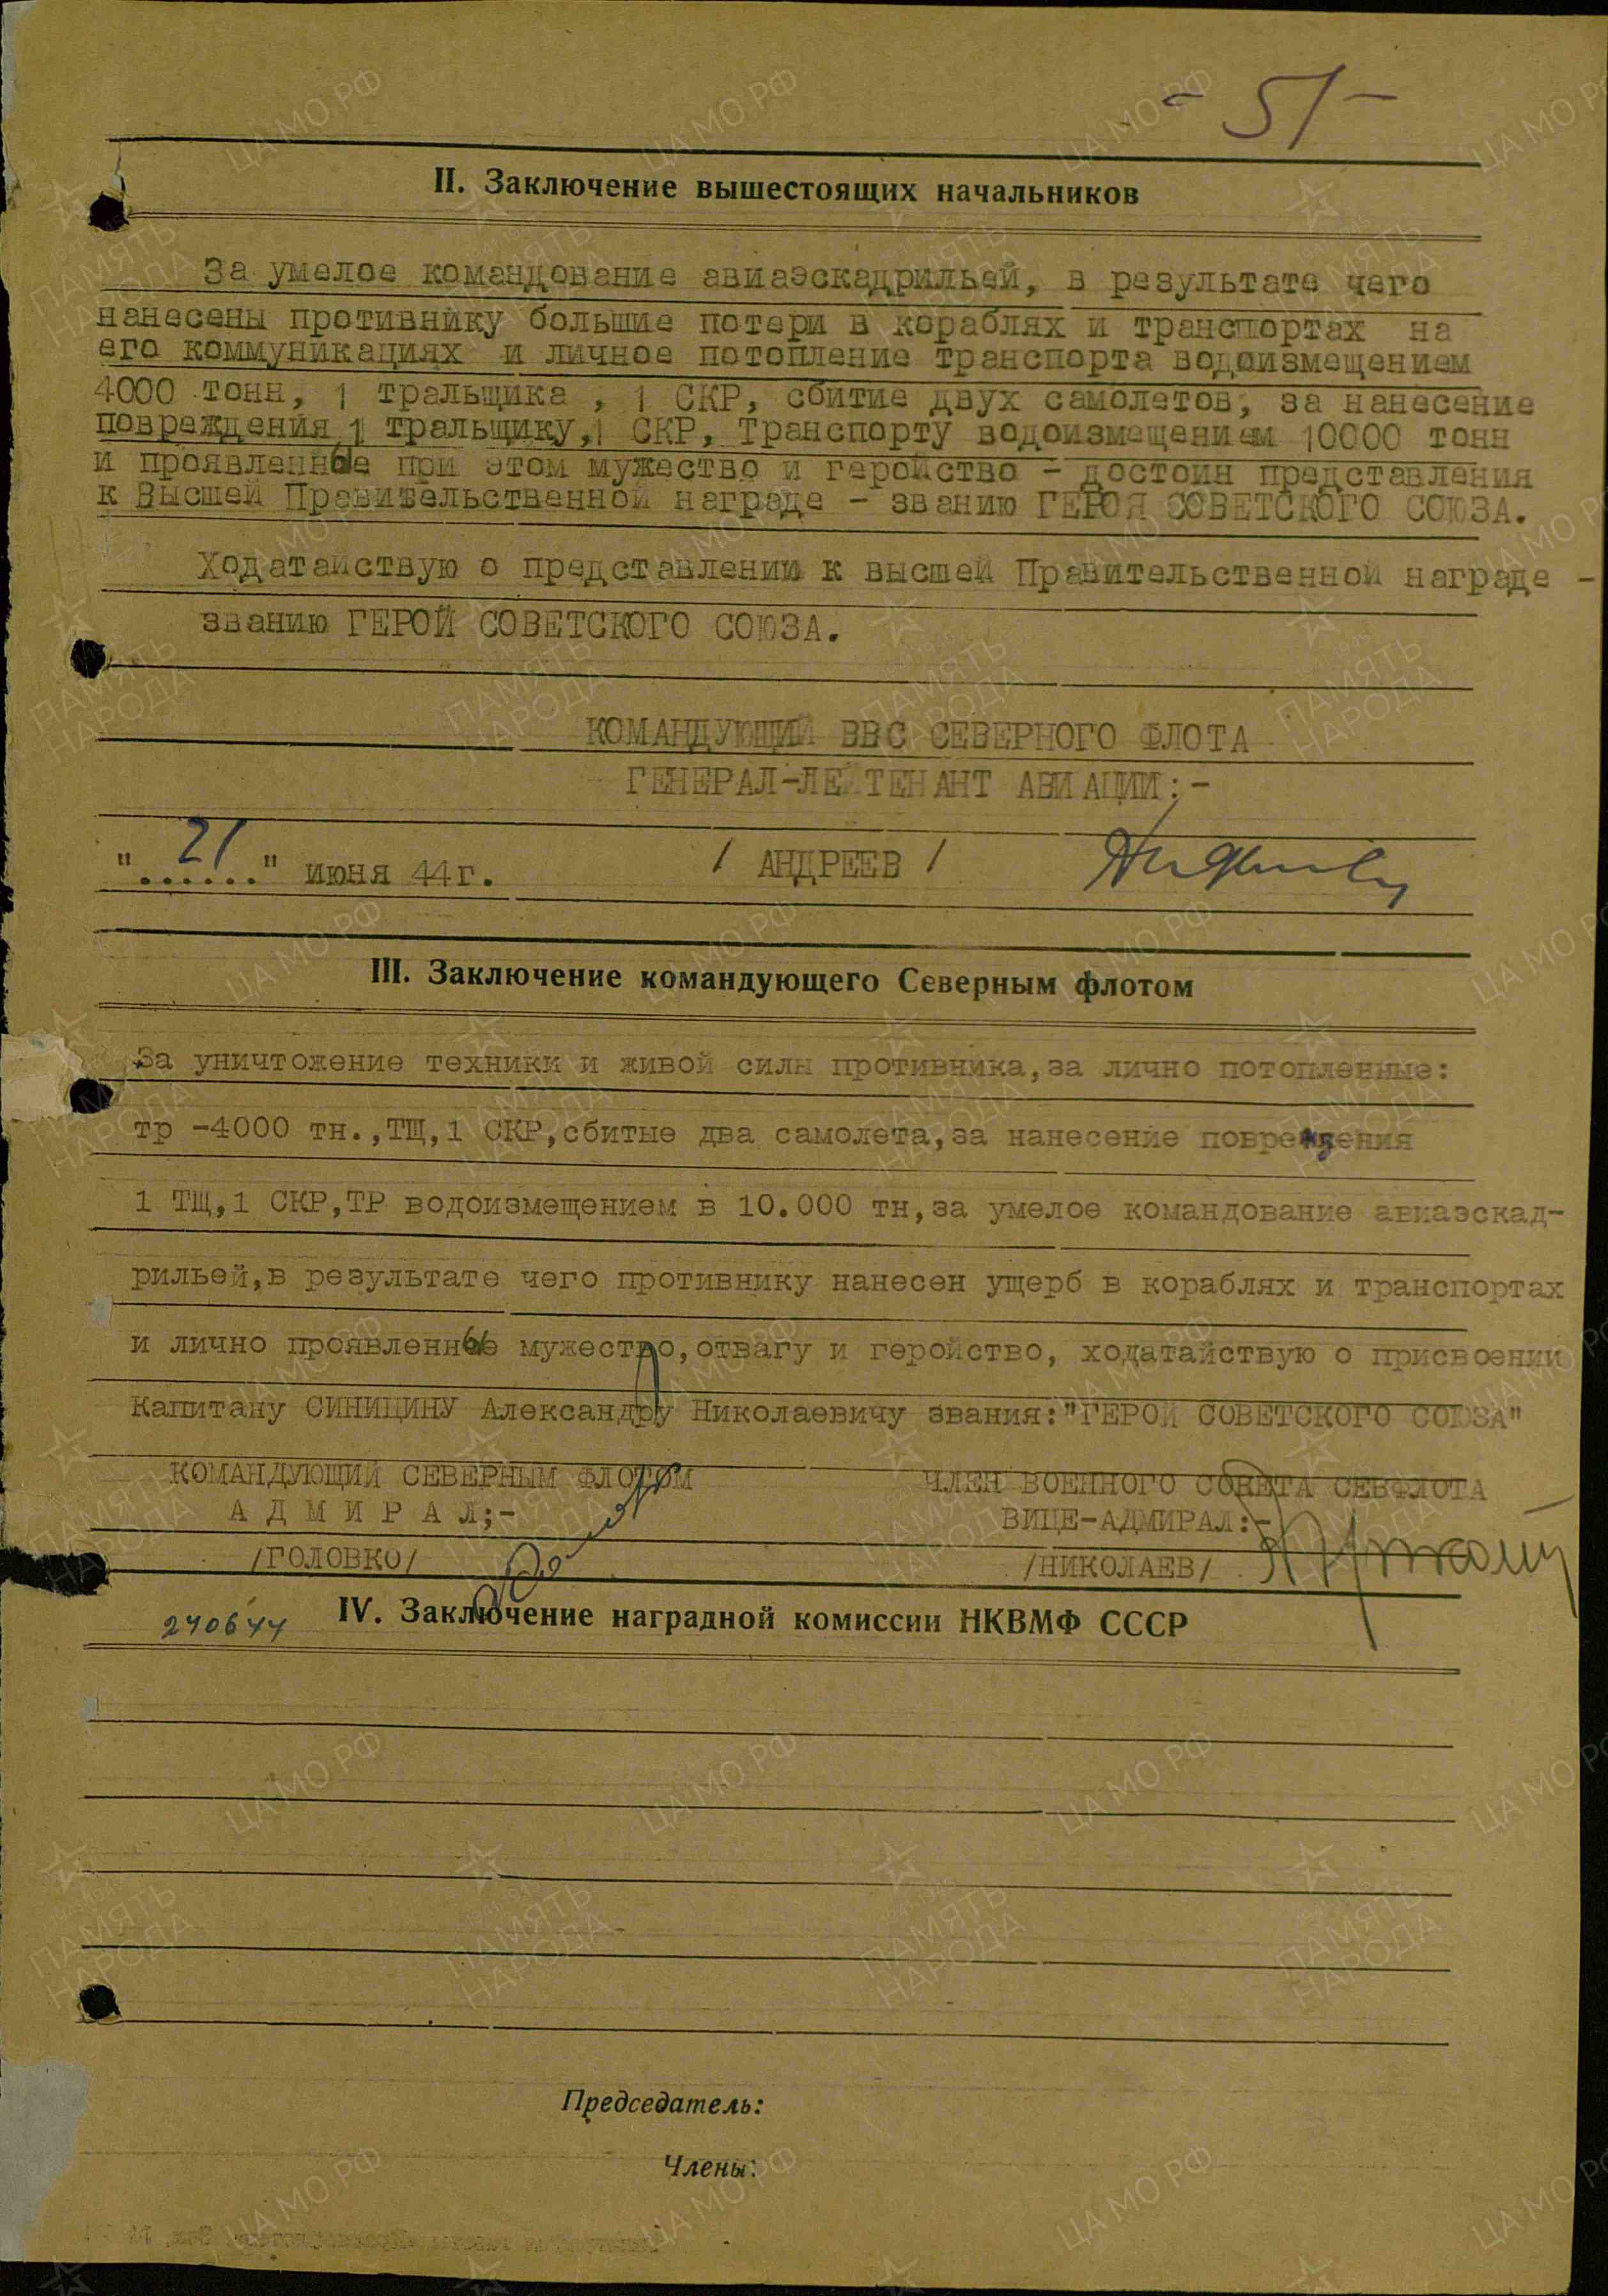 - 51 -
II. Заключение вышестоящих начальников
За умелое командование авиаэскадрильей, в результате чего
нанесены противнику большие потери в кораблях и транспортах на
его коммуникациях и личное потопление транспорта водоизмещением
4000 тонн, 1 тральщика , 1 СКР, сбитие двух самолетов, за нанесение
повреждения 1 тральщику,1 СКР, Транспорту водоизмещением 10000 тонн
и проявленные при этом мужество и геройство - достоин представления
к Высшей Правительственной награде - званию ГЕРОЯ СОВЕТСКОГО СОЮЗА.
Ходатайствую о представлении к высшей Правительственной награде -
званию ГЕРОЙ СОВЕТСКОГО СОЮЗА.
КОМАНДУЮЩИЙ ВВС СЕВЕРНОГО ФЛОТА
ГЕНЕРАЛ-ЛЕЙТЕНАНТ АВИАЦИИ:-
"21" июня 44г. / АНДРЕЕВ /
III. Заключение командующего Северным флотом
За уничтожение техники и живой силы противника,за лично потопленные:
тр -4000 тн.,ТЩ,1 СКР,сбитые два самолета,за нанесение повреждения
1 ТЩ,1 СКР,ТР водоизмещением в 10.000 тн,за умелое командование авиаэскад-
рильей,в результате чего противнику нанесен ущерб в кораблях и транспортах
и лично проявленные мужество,отвагу и геройство, ходатайствую о присвоении
Капитану СИНИЦИНУ Александру Николаевичу звания:"ГЕРОЙ СОВЕТСКОГО СОЮЗА"
КОМАНДУЮЩИЙ СЕВЕРНЫМ ФЛОТОМ ЧЛЕН ВОЕННОГО СОВЕТА СЕВФЛОТА
А Д М И Р А Л;- ВИЦЕ-АДМИРАЛ:-
/ГОЛОВКО/ /НИКОЛАЕВ/
240644 IV. Заключение наградной комиссии НКВМФ СССР
Председатель:
Члены:
ЦА МО РФ
ПАМЯТЬ НАРОДА